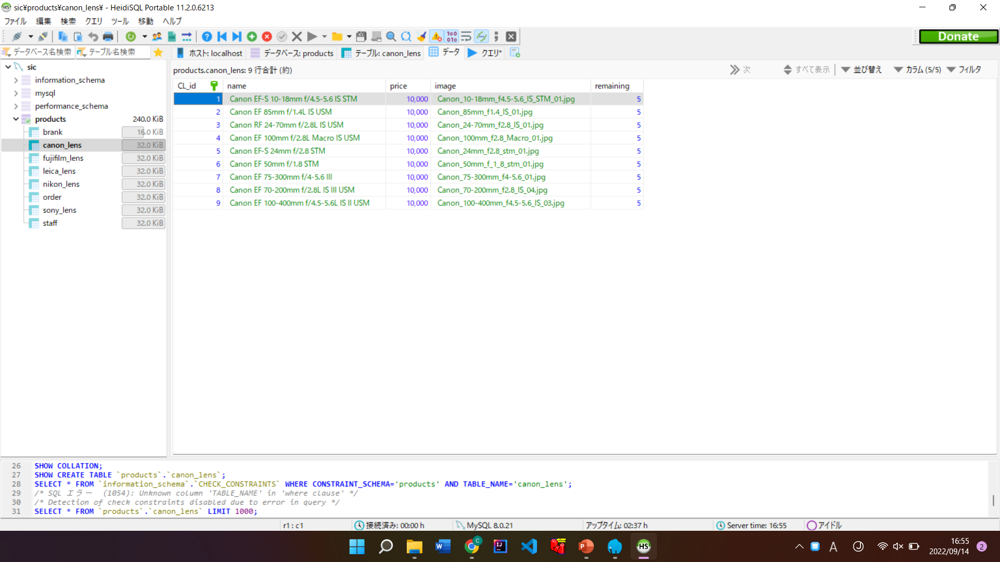 sic¥products¥canon_lens¥ - HeidiSQL Portable 11.2.0.6213
ファイル 編集 検索 クエリ ツール 移動 ヘルプ
Donate
データベース名検索 テーブル名検索
ホスト: localhost データベース: products テーブル: canon_lens データ クエリ*
sic
information_schema
mysql
performance_schema
products 240.0 KiB
brank 16.0 KiB
canon_lens 32.0 KiB
fujifilm_lens 32.0 KiB
leica_lens 32.0 KiB
nikon_lens 32.0 KiB
order 32.0 KiB
sony_lens 32.0 KiB
staff 32.0 KiB
products.canon_lens: 9 行合計 (約) 次 すべて表示 並び替え カラム (5/5) フィルタ
CL_id name price image remaining
1 Canon EF-S 10-18mm f/4.5-5.6 IS STM 10,000 Canon_10-18mm_f4.5-5.6_IS_STM_01.jpg 5
2 Canon EF 85mm f/1.4L IS USM 10,000 Canon_85mm_f1.4_IS_01.jpg 5
3 Canon RF 24-70mm f/2.8L IS USM 10,000 Canon_24-70mm_f2.8_IS_01.jpg 5
4 Canon EF 100mm f/2.8L Macro IS USM 10,000 Canon_100mm_f2.8_Macro_01.jpg 5
5 Canon EF-S 24mm f/2.8 STM 10,000 Canon_24mm_f2.8_stm_01.jpg 5
6 Canon EF 50mm f/1.8 STM 10,000 Canon_50mm_f_1_8_stm_01.jpg 5
7 Canon EF 75-300mm f/4-5.6 III 10,000 Canon_75-300mm_f4-5.6_01.jpg 5
8 Canon EF 70-200mm f/2.8L IS III USM 10,000 Canon_70-200mm_f2.8_IS_04.jpg 5
9 Canon EF 100-400mm f/4.5-5.6L IS II USM 10,000 Canon_100-400mm_f4.5-5.6_IS_03.jpg 5
26 SHOW COLLATION;
27 SHOW CREATE TABLE `products`.`canon_lens`;
28 SELECT * FROM `information_schema`.`CHECK_CONSTRAINTS` WHERE CONSTRAINT_SCHEMA='products' AND TABLE_NAME='canon_lens';
29 /* SQL エラー (1054): Unknown column 'TABLE_NAME' in 'where clause' */
30 /* Detection of check constraints disabled due to error in query */
31 SELECT * FROM `products`.`canon_lens` LIMIT 1000;
r1 : c1 接続済み: 00:00 h MySQL 8.0.21 アップタイム: 02:37 h Server time: 16:55 アイドル
A 16:55
2022/09/14 2